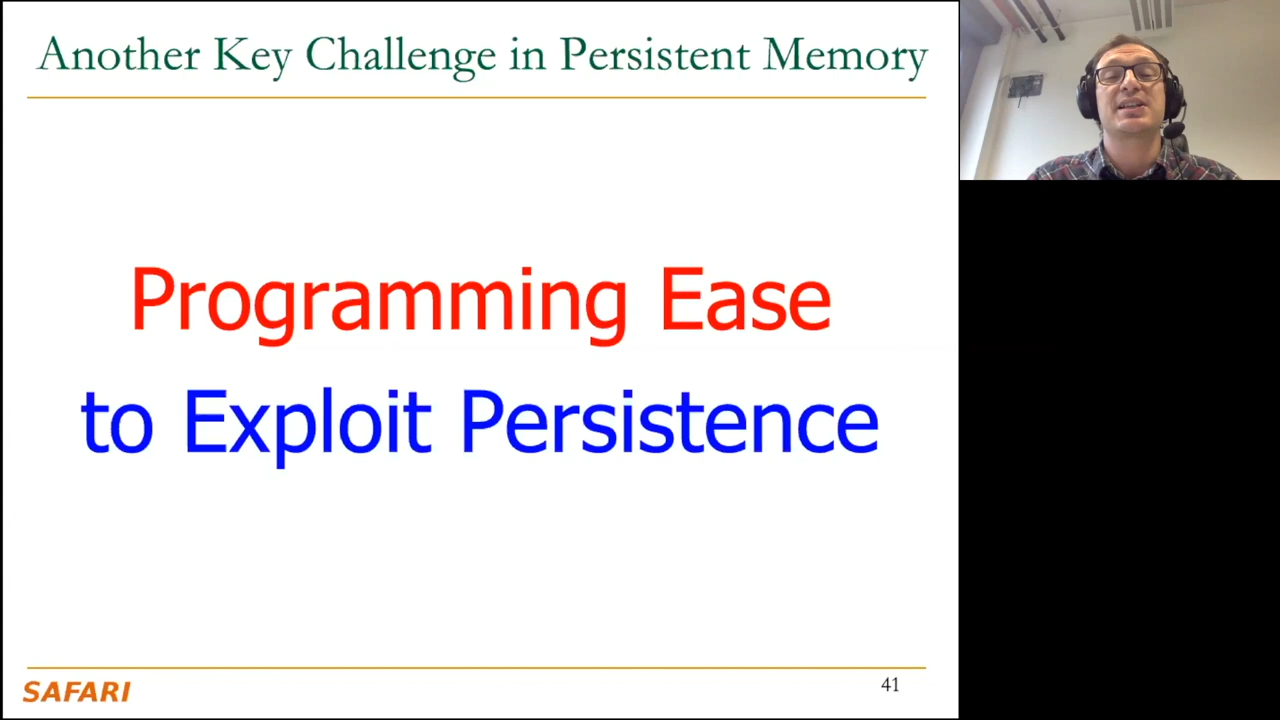 Another Key Challenge in Persistent Memory
Programming Ease
to Exploit Persistence
SAFARI
41